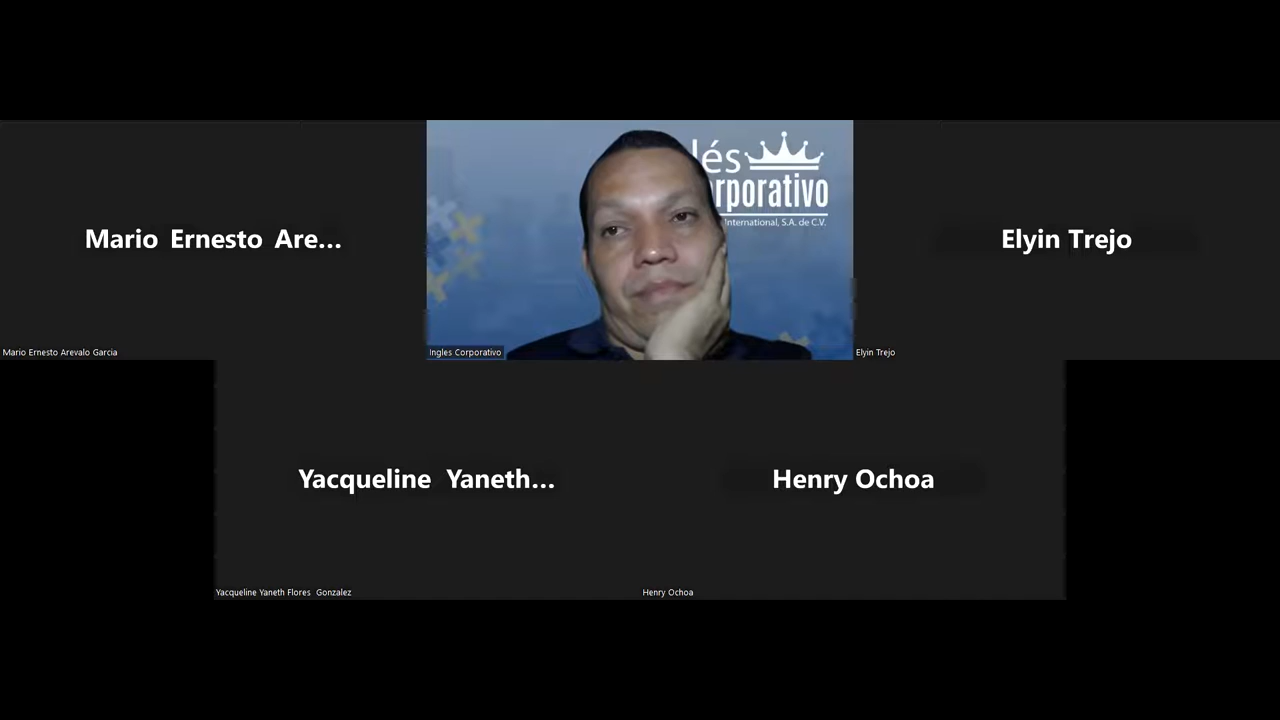 Mario Ernesto Are...
lés
rporativo
International, S.A. de C.V.
Elyin Trejo
Mario Ernesto Arevalo Garcia
Ingles Corporativo
Elyin Trejo
Yacqueline Yaneth...
Henry Ochoa
Yacqueline Yaneth Flores Gonzalez
Henry Ochoa